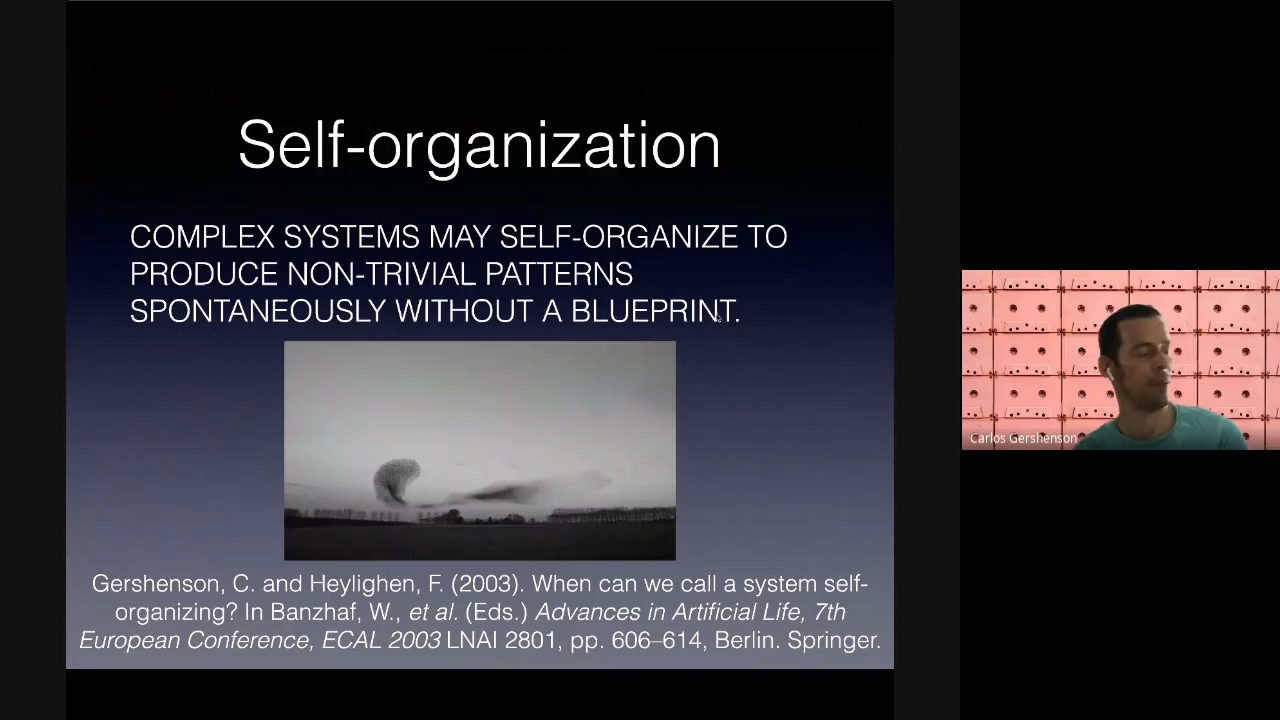 Self-organization
COMPLEX SYSTEMS MAY SELF-ORGANIZE TO
PRODUCE NON-TRIVIAL PATTERNS
SPONTANEOUSLY WITHOUT A BLUEPRINT.
Gershenson, C. and Heylighen, F. (2003). When can we call a system self-
organizing? In Banzhaf, W., et al. (Eds.) Advances in Artificial Life, 7th
European Conference, ECAL 2003 LNAI 2801, pp. 606–614, Berlin. Springer.
Carlos Gershenson